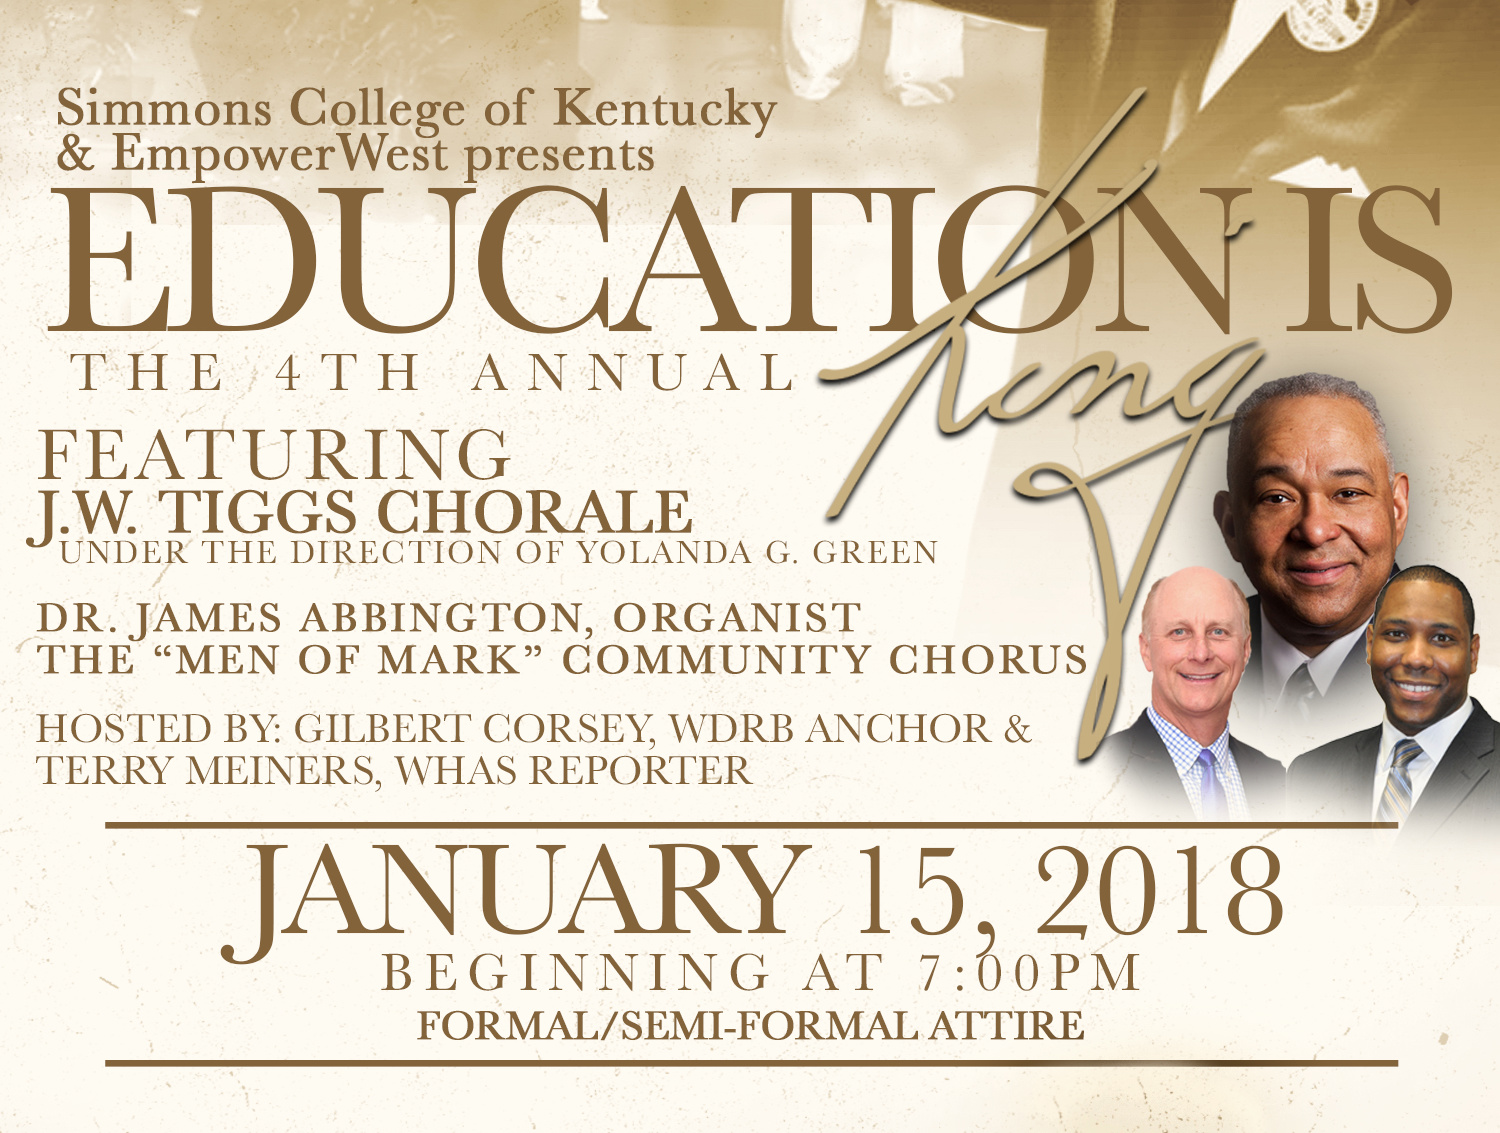 Simmons College of Kentucky
& EmpowerWest presents
EDUCATION IS
King
THE 4TH ANNUAL
FEATURING
J.W. TIGGS CHORALE
UNDER THE DIRECTION OF YOLANDA G. GREEN
DR. JAMES ABBINGTON, ORGANIST
THE “MEN OF MARK” COMMUNITY CHORUS
HOSTED BY: GILBERT CORSEY, WDRB ANCHOR &
TERRY MEINERS, WHAS REPORTER
JANUARY 15, 2018
BEGINNING AT 7:00PM
FORMAL/SEMI-FORMAL ATTIRE